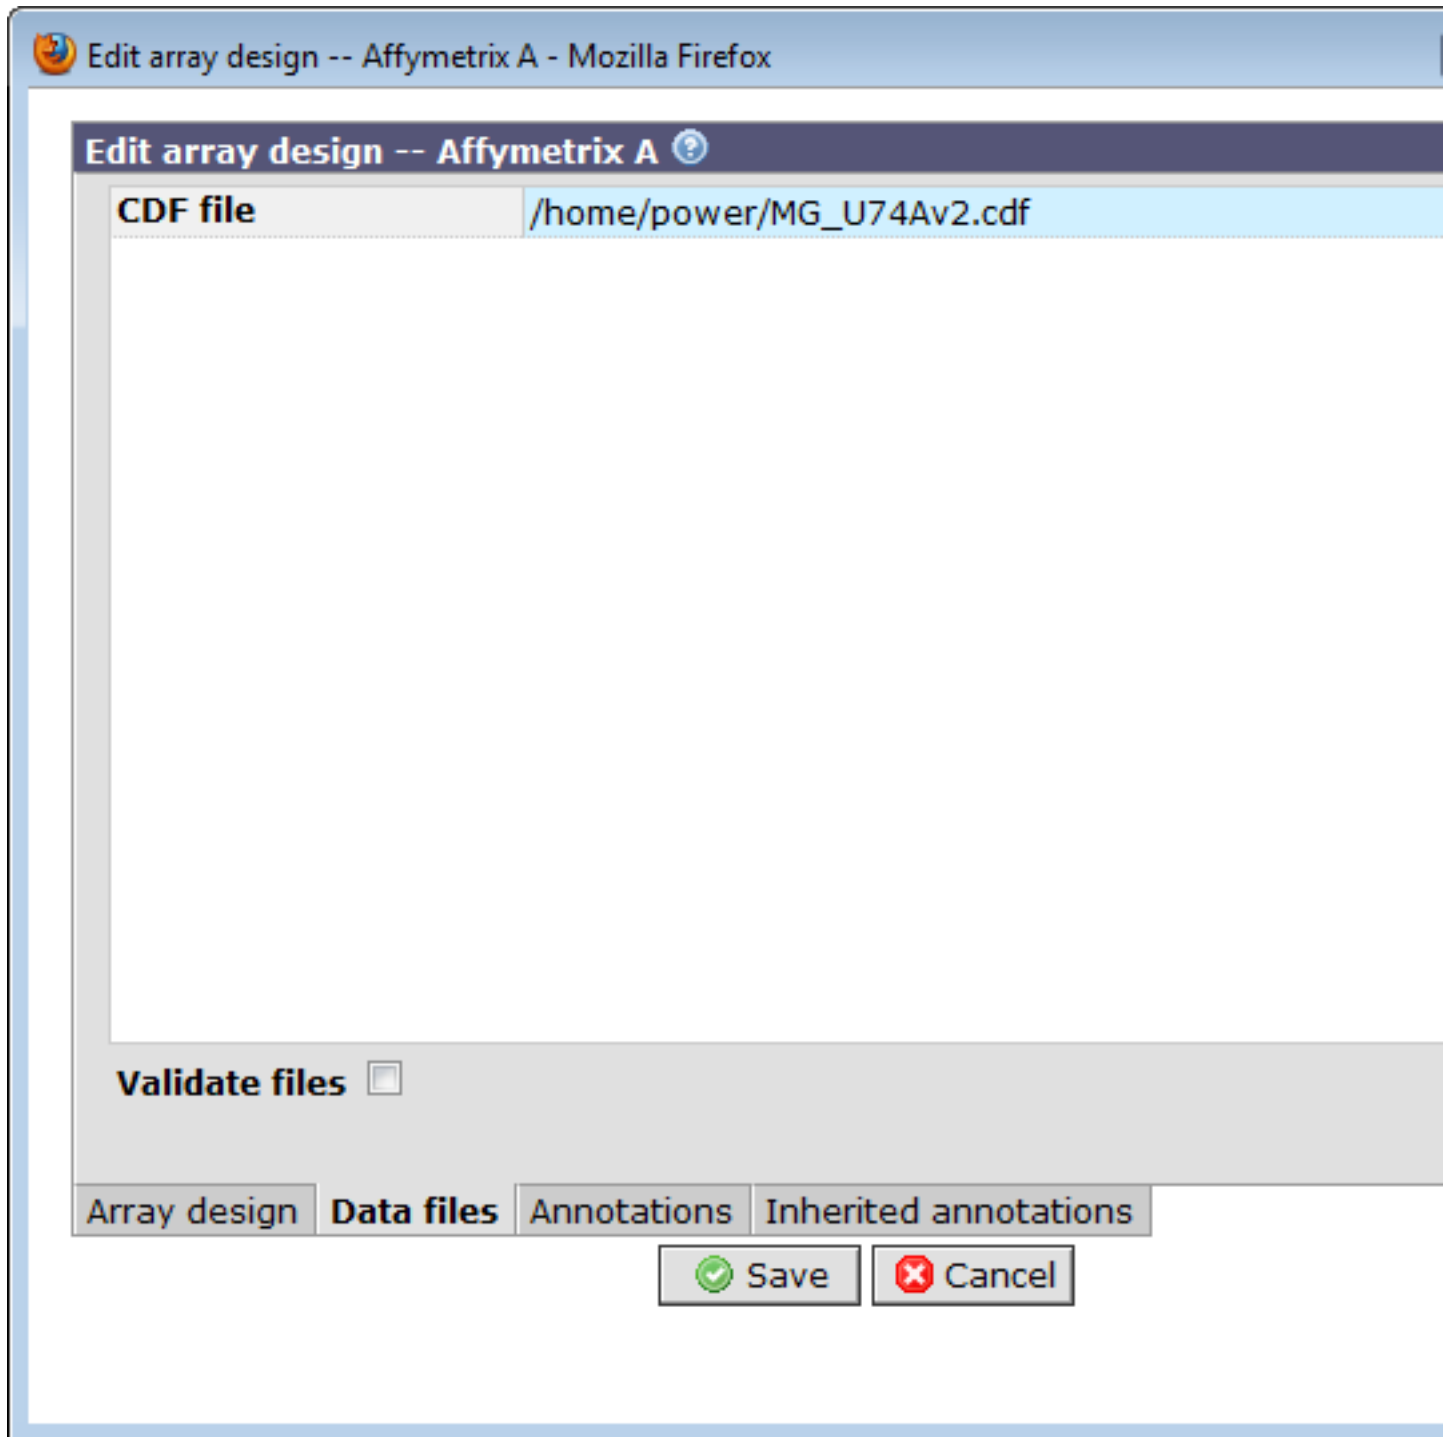 Edit array design -- Affymetrix A - Mozilla Firefox
Edit array design -- Affymetrix A ?
CDF file /home/power/MG_U74Av2.cdf
Validate files
Array design Data files Annotations Inherited annotations
Save Cancel